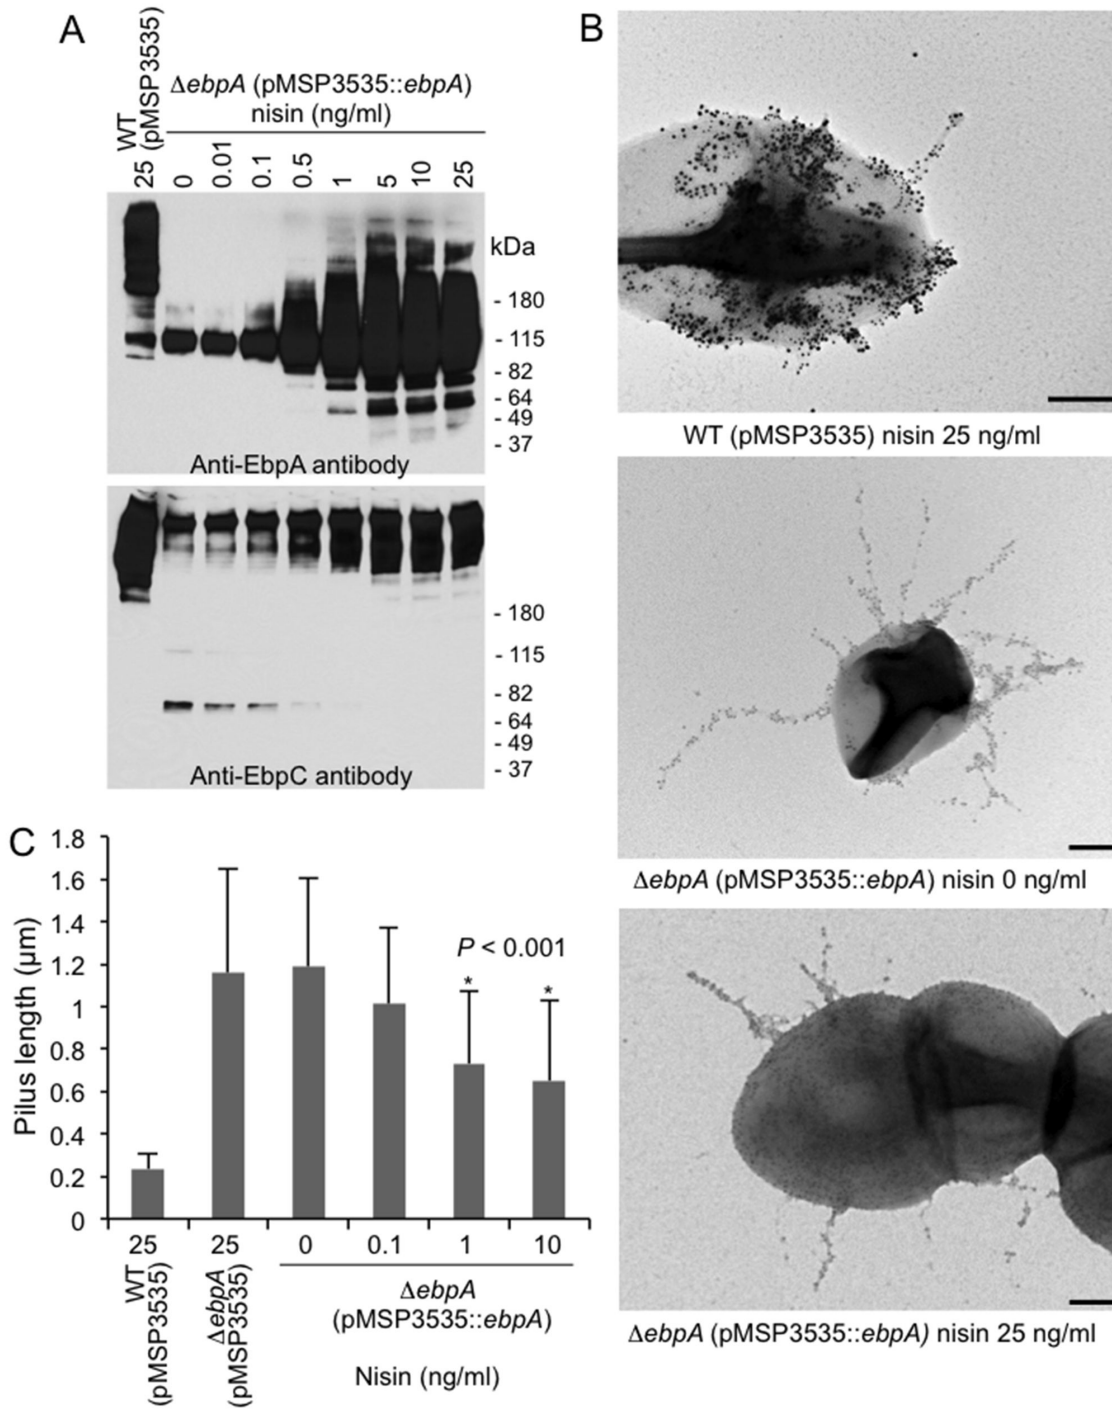 A
WT
(pMSP3535)
ΔebpA (pMSP3535::ebpA)
nisin (ng/ml)
25 0 0.01 0.1 0.5 1 5 10 25
kDa
- 180
- 115
- 82
- 64
- 49
- 37
Anti-EbpA antibody
- 180
- 115
- 82
- 64
- 49
- 37
Anti-EbpC antibody
B
WT (pMSP3535) nisin 25 ng/ml
ΔebpA (pMSP3535::ebpA) nisin 0 ng/ml
ΔebpA (pMSP3535::ebpA) nisin 25 ng/ml
C
Pilus length (µm)
1.8
1.6
1.4
1.2
1
0.8
0.6
0.4
0.2
0
P < 0.001
* *
25 25 0 0.1 1 10
WT
(pMSP3535)
ΔebpA
(pMSP3535)
ΔebpA
(pMSP3535::ebpA)
Nisin (ng/ml)